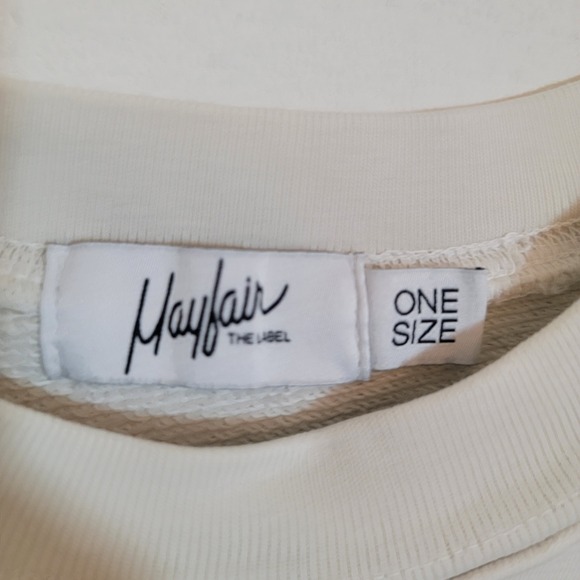 Mayfair
THE LABEL
ONE
SIZE